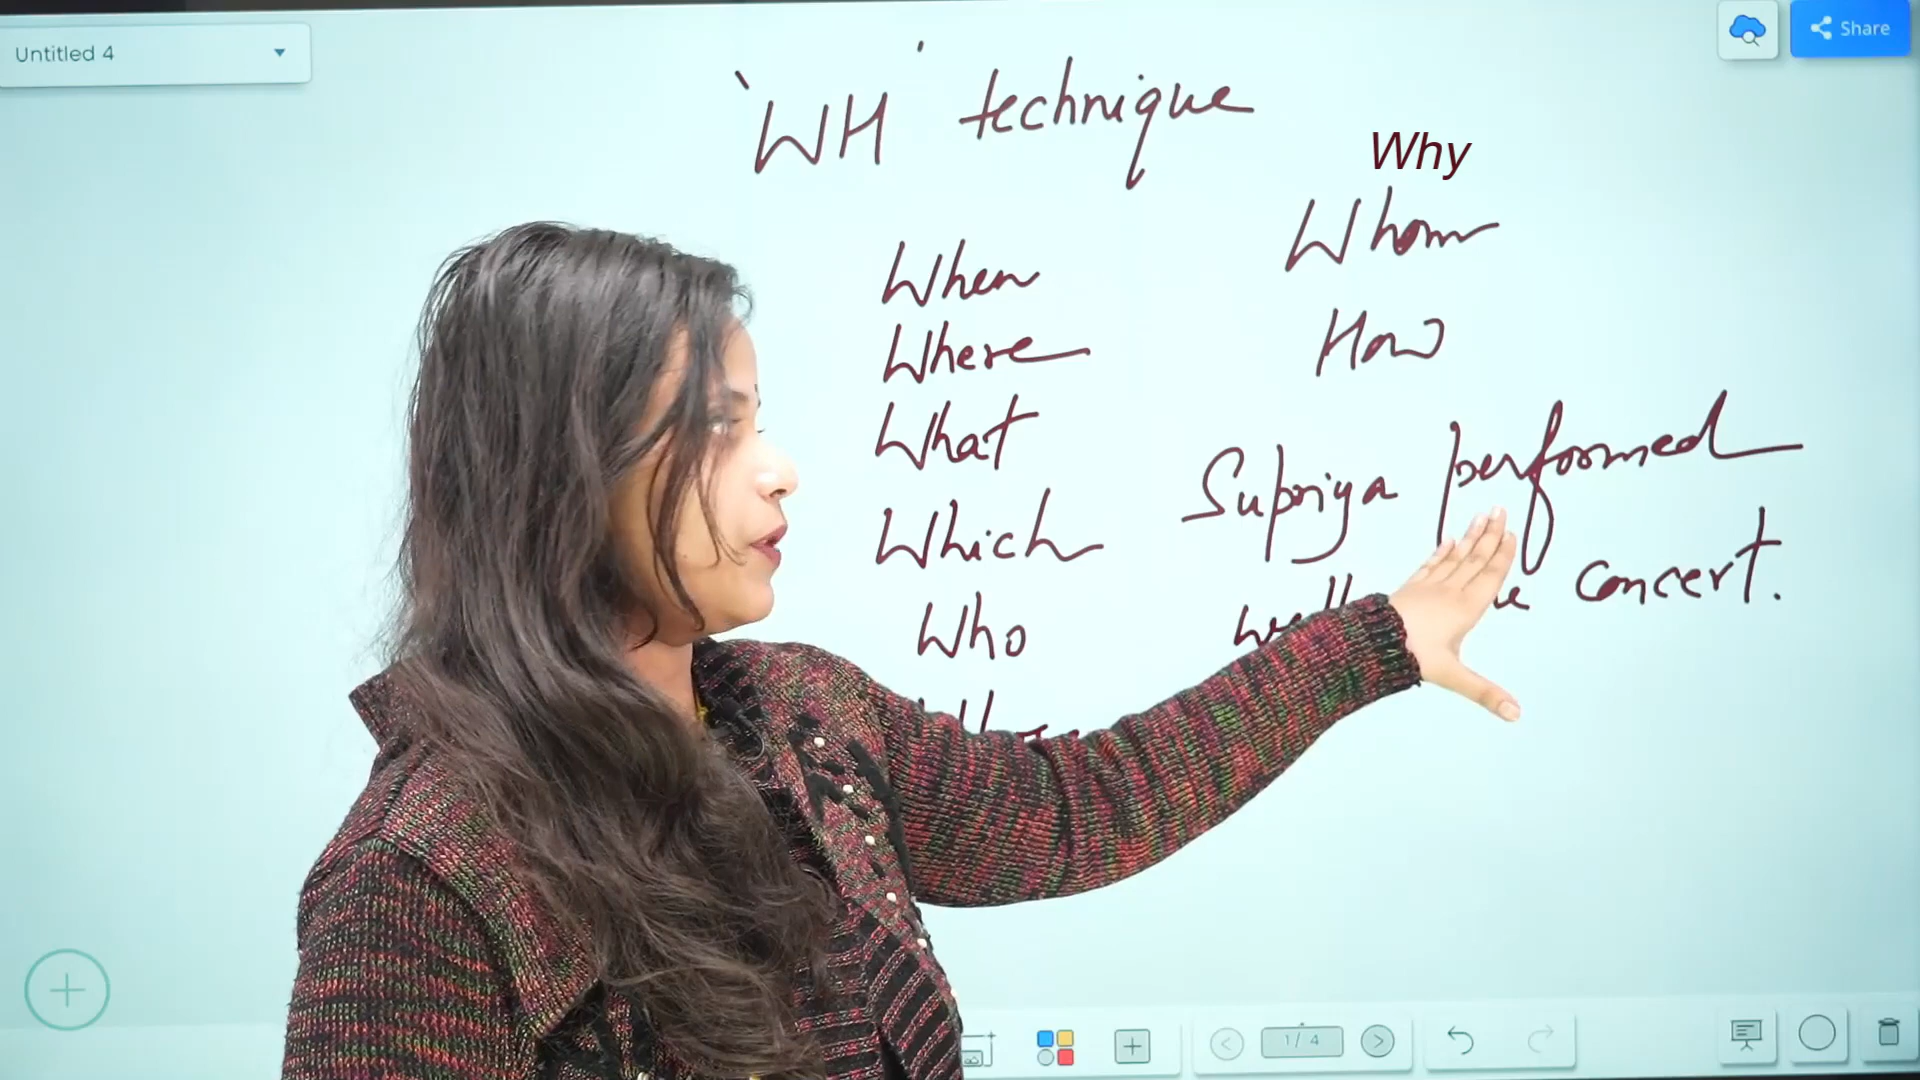 Untitled 4
Share
'WH' technique
Why
Whom
When
How
Where
What
Supriya performed
Which
concert.
Who
1 / 4